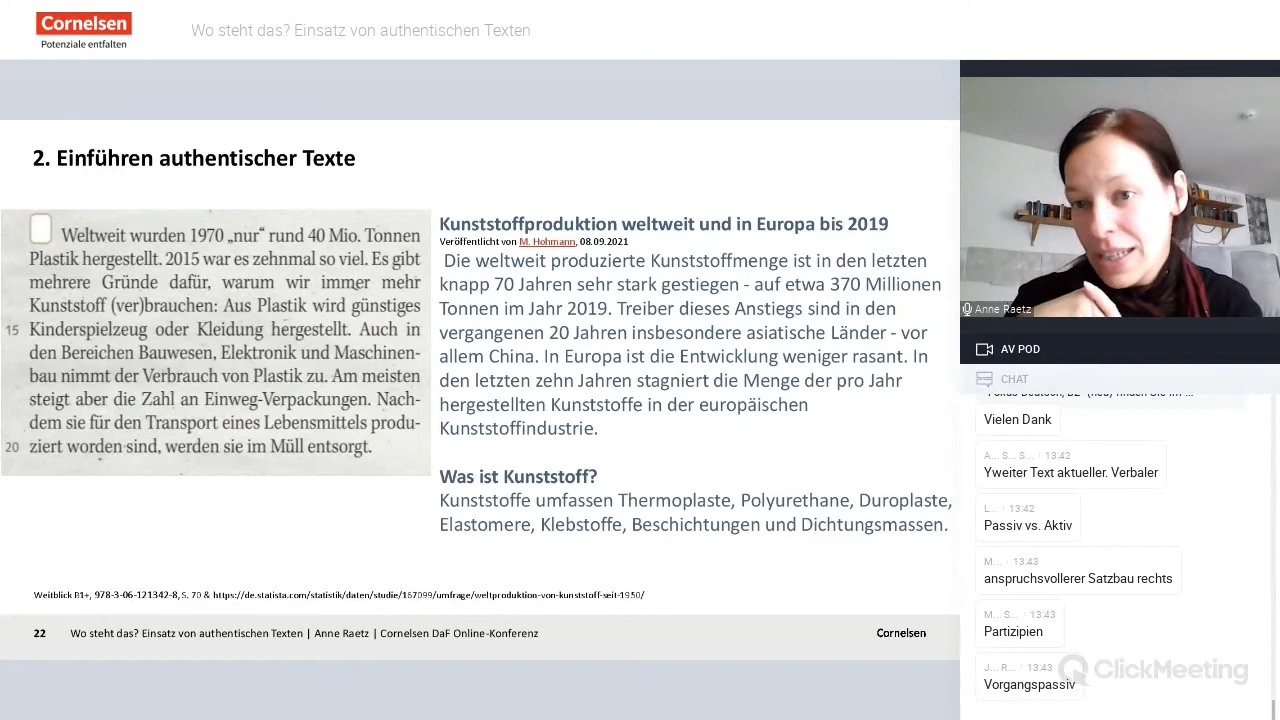 Cornelsen
Potenziale entfalten
Wo steht das? Einsatz von authentischen Texten
2. Einführen authentischer Texte
Weltweit wurden 1970 „nur“ rund 40 Mio. Tonnen
Plastik hergestellt. 2015 war es zehnmal so viel. Es gibt
mehrere Gründe dafür, warum wir immer mehr
Kunststoff (ver)brauchen: Aus Plastik wird günstiges
15 Kinderspielzeug oder Kleidung hergestellt. Auch in
den Bereichen Bauwesen, Elektronik und Maschinen-
bau nimmt der Verbrauch von Plastik zu. Am meisten
steigt aber die Zahl an Einweg-Verpackungen. Nach-
dem sie für den Transport eines Lebensmittels produ-
20 ziert worden sind, werden sie im Müll entsorgt.
Kunststoffproduktion weltweit und in Europa bis 2019
Veröffentlicht von M. Hohmann, 08.09.2021
Die weltweit produzierte Kunststoffmenge ist in den letzten
knapp 70 Jahren sehr stark gestiegen - auf etwa 370 Millionen
Tonnen im Jahr 2019. Treiber dieses Anstiegs sind in den
vergangenen 20 Jahren insbesondere asiatische Länder - vor
allem China. In Europa ist die Entwicklung weniger rasant. In
den letzten zehn Jahren stagniert die Menge der pro Jahr
hergestellten Kunststoffe in der europäischen
Kunststoffindustrie.
Was ist Kunststoff?
Kunststoffe umfassen Thermoplaste, Polyurethane, Duroplaste,
Elastomere, Klebstoffe, Beschichtungen und Dichtungsmassen.
Weitblick B1+, 978-3-06-121342-8, S. 70 & https://de.statista.com/statistik/daten/studie/167099/umfrage/weltproduktion-von-kunststoff-seit-1950/
22 Wo steht das? Einsatz von authentischen Texten | Anne Raetz | Cornelsen DaF Online-Konferenz
Cornelsen
Anne Raetz
AV POD
CHAT
Vielen Dank
A... S... S... 13:42
Yweiter Text aktueller. Verbaler
L... 13:42
Passiv vs. Aktiv
M... 13:43
anspruchsvollerer Satzbau rechts
M... S... 13:43
Partizipien
J... R... 13:43
Vorgangspassiv
ClickMeeting